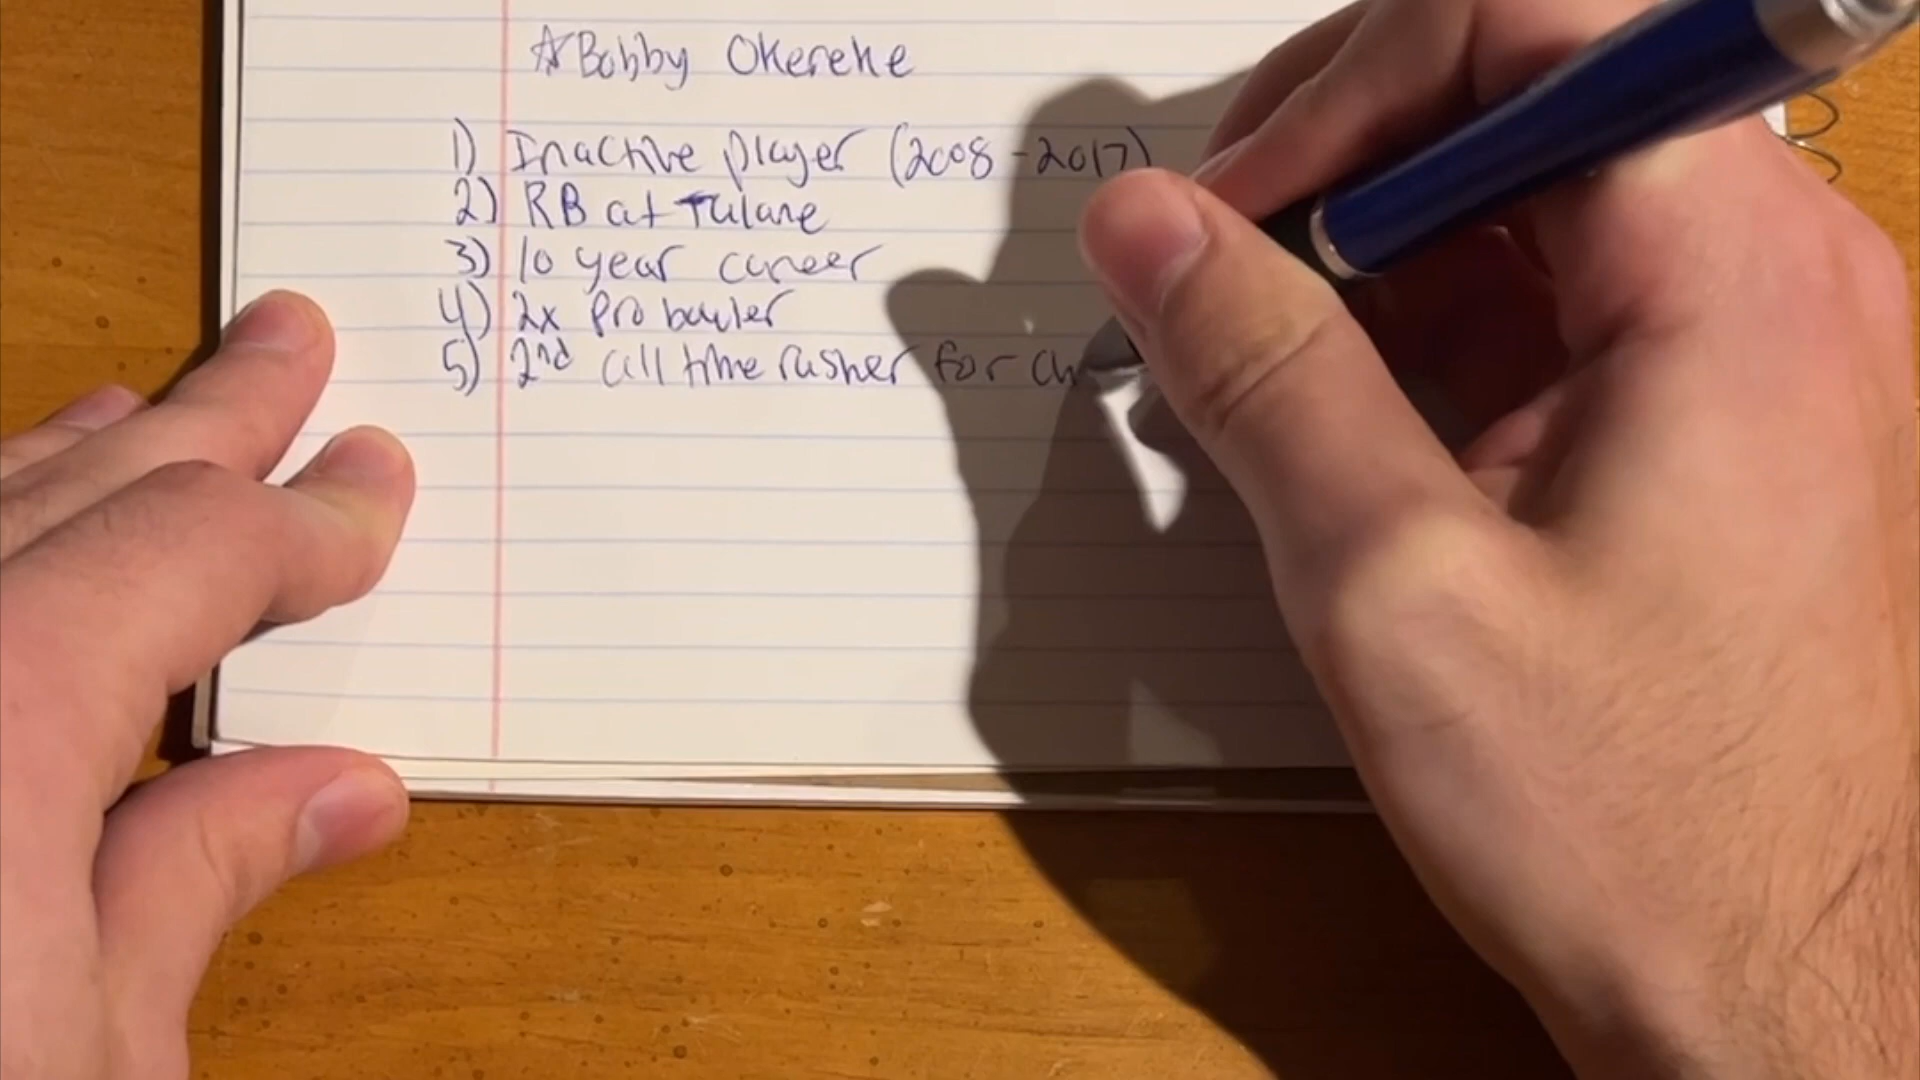 ☆Bobby Okereke
1) Inactive player (2008-2017)
2) RB at Tulane
3) 10 year career
4) 2x Pro bowler
5) 2nd all time rusher for